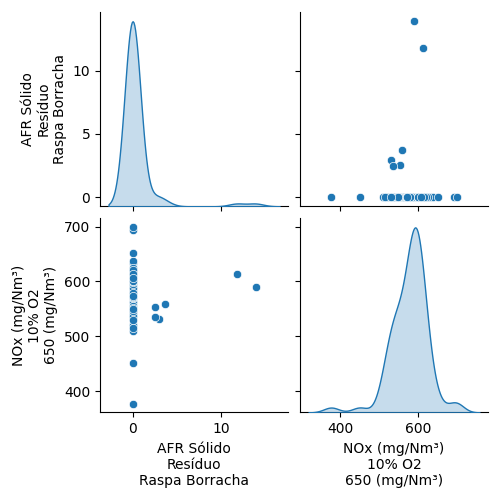 AFR Sólido
Resíduo
Raspa Borracha
10
5
0
NOx (mg/Nm³)
10% O2
650 (mg/Nm³)
700
600
500
400
0 10
400 600
AFR Sólido
Resíduo
Raspa Borracha
NOx (mg/Nm³)
10% O2
650 (mg/Nm³)